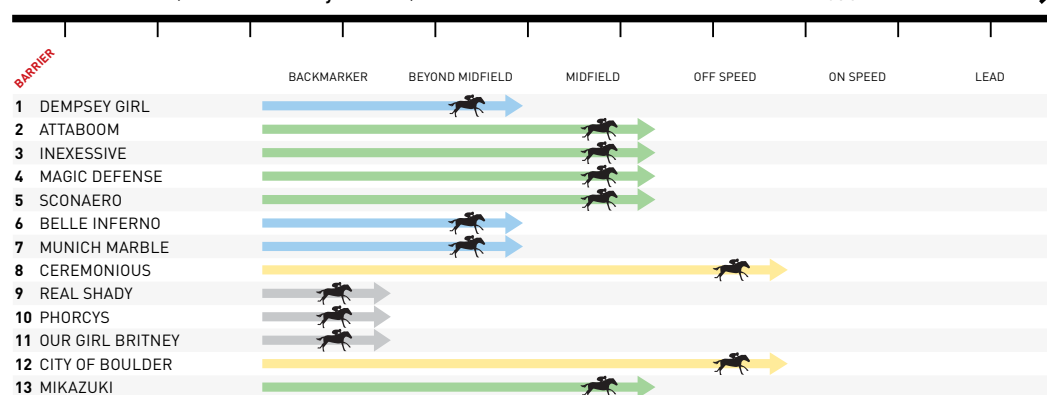 BARRIER
BACKMARKER BEYOND MIDFIELD MIDFIELD OFF SPEED ON SPEED LEAD
1 DEMPSEY GIRL
2 ATTABOOM
3 INEXESSIVE
4 MAGIC DEFENSE
5 SCONAERO
6 BELLE INFERNO
7 MUNICH MARBLE
8 CEREMONIOUS
9 REAL SHADY
10 PHORCYS
11 OUR GIRL BRITNEY
12 CITY OF BOULDER
13 MIKAZUKI